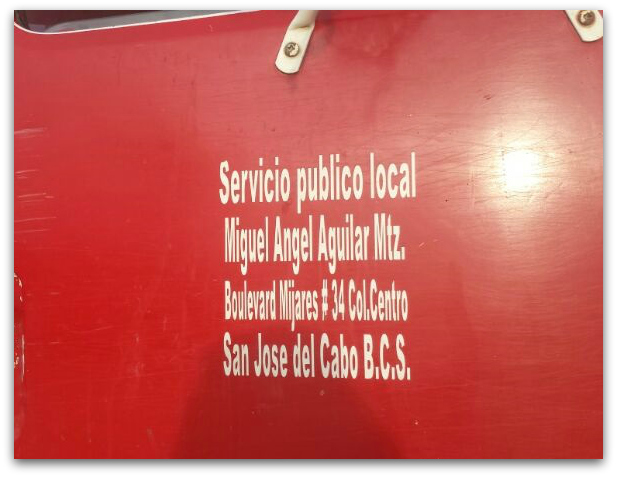 Servicio publico local
Miguel Angel Aguilar Mtz.
Boulevard Mijares # 34 Col.Centro
San Jose del Cabo B.C.S.